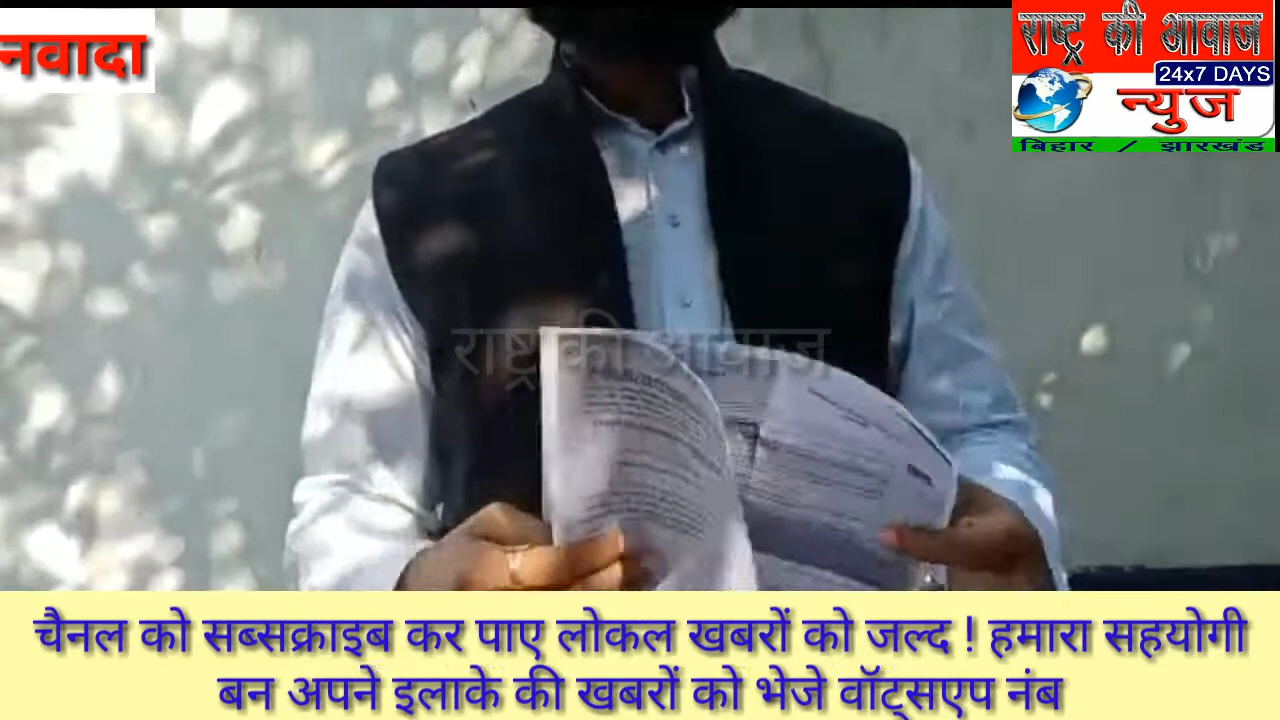 नवादा
राष्ट्र की आवाज
24x7 DAYS
न्युज
बिहार / झारखंड
राष्ट्र की आवाज
चैनल को सब्सक्राइब कर पाए लोकल खबरों को जल्द ! हमारा सहयोगी
बन अपने इलाके की खबरों को भेजे वॉट्सएप नंब